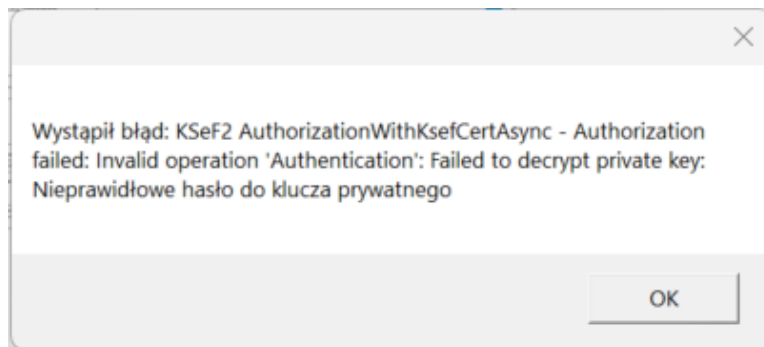 Wystąpił błąd: KSeF2 AuthorizationWithKsefCertAsync - Authorization
failed: Invalid operation 'Authentication': Failed to decrypt private key:
Nieprawidłowe hasło do klucza prywatnego
OK